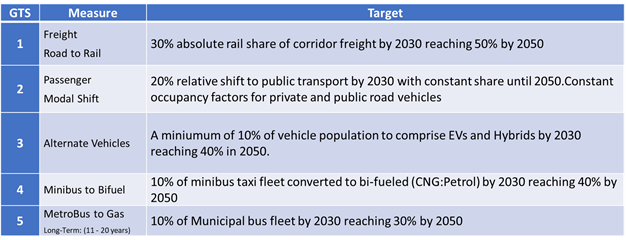 GTS Measure Target
1 Freight
Road to Rail
30% absolute rail share of corridor freight by 2030 reaching 50% by 2050
2 Passenger
Modal Shift
20% relative shift to public transport by 2030 with constant share until 2050.Constant
occupancy factors for private and public road vehicles
3 Alternate Vehicles
A miniumum of 10% of vehicle population to comprise EVs and Hybrids by 2030
reaching 40% in 2050.
4 Minibus to Bifuel
10% of minibus taxi fleet converted to bi-fueled (CNG:Petrol) by 2030 reaching 40% by
2050
5 MetroBus to Gas
Long-Term: (11 - 20 years)
10% of Municipal bus fleet by 2030 reaching 30% by 2050